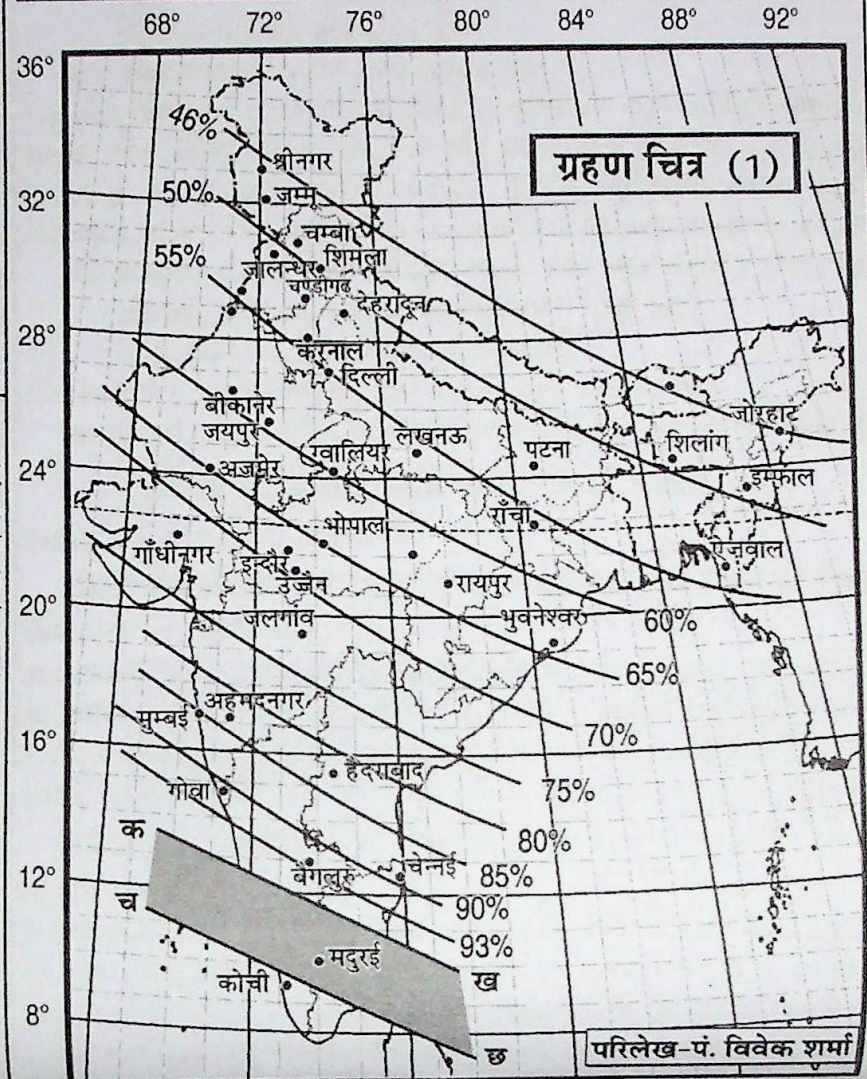 68° 72° 76° 80° 84° 88° 92°
36°
46%
ग्रहण चित्र (1)
श्रीनगर
32°
50%
जम्मू
चम्बा
55%
शिमला
जालन्धर
चण्डीगढ़
देहरादून
28°
करनाल
दिल्ली
बीकानेर
जयपुर
लखनऊ
जोरहाट
ग्वालियर
पटना
शिलांग
24°
अजमेर
इम्फाल
राँची
भोपाल
गाँधीनगर
एजवाल
इन्दौर
उज्जैन
रायपुर
20°
जलगांव
भुवनेश्वर
60%
65%
अहमदनगर
मुम्बई
70%
16°
हैदराबाद
गोवा
75%
क
80%
12°
बैंगलुरु
चेन्नई
85%
च
90%
93%
मदुरई
कोची
ख
8°
छ
परिलेख-पं. विवेक शर्मा